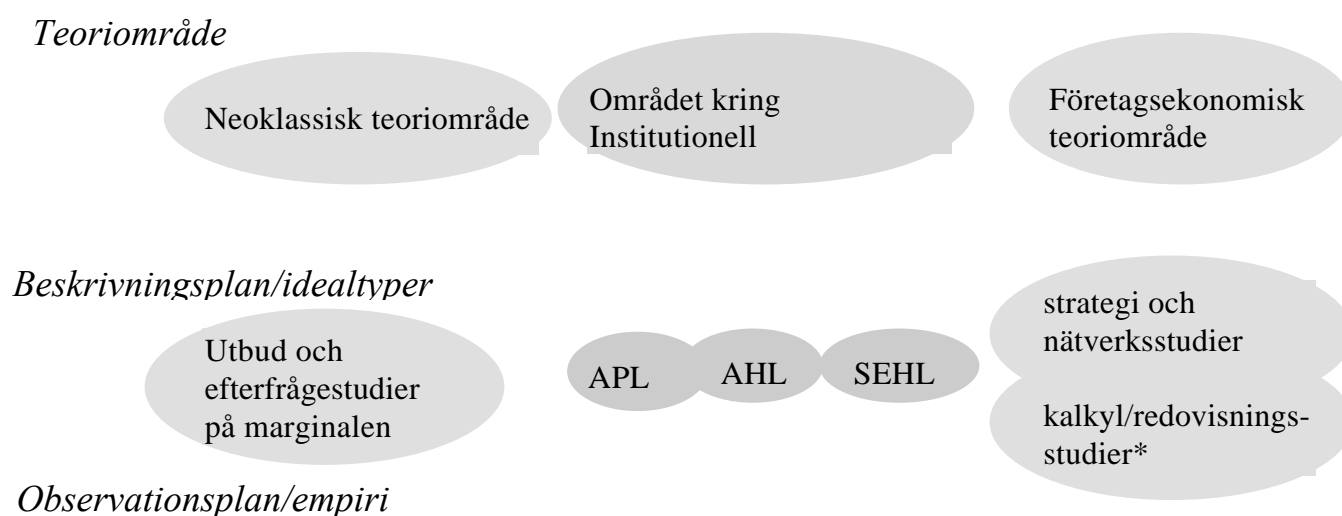 Teoriområde
Neoklassisk teoriområde
Området kring
Institutionell
Företagsekonomisk
teoriområde
Beskrivningsplan/idealtyper
Utbud och
efterfrågestudier
på marginalen
APL
AHL
SEHL
strategi och
nätverksstudier
kalkyl/redovisnings-
studier*
Observationsplan/empiri